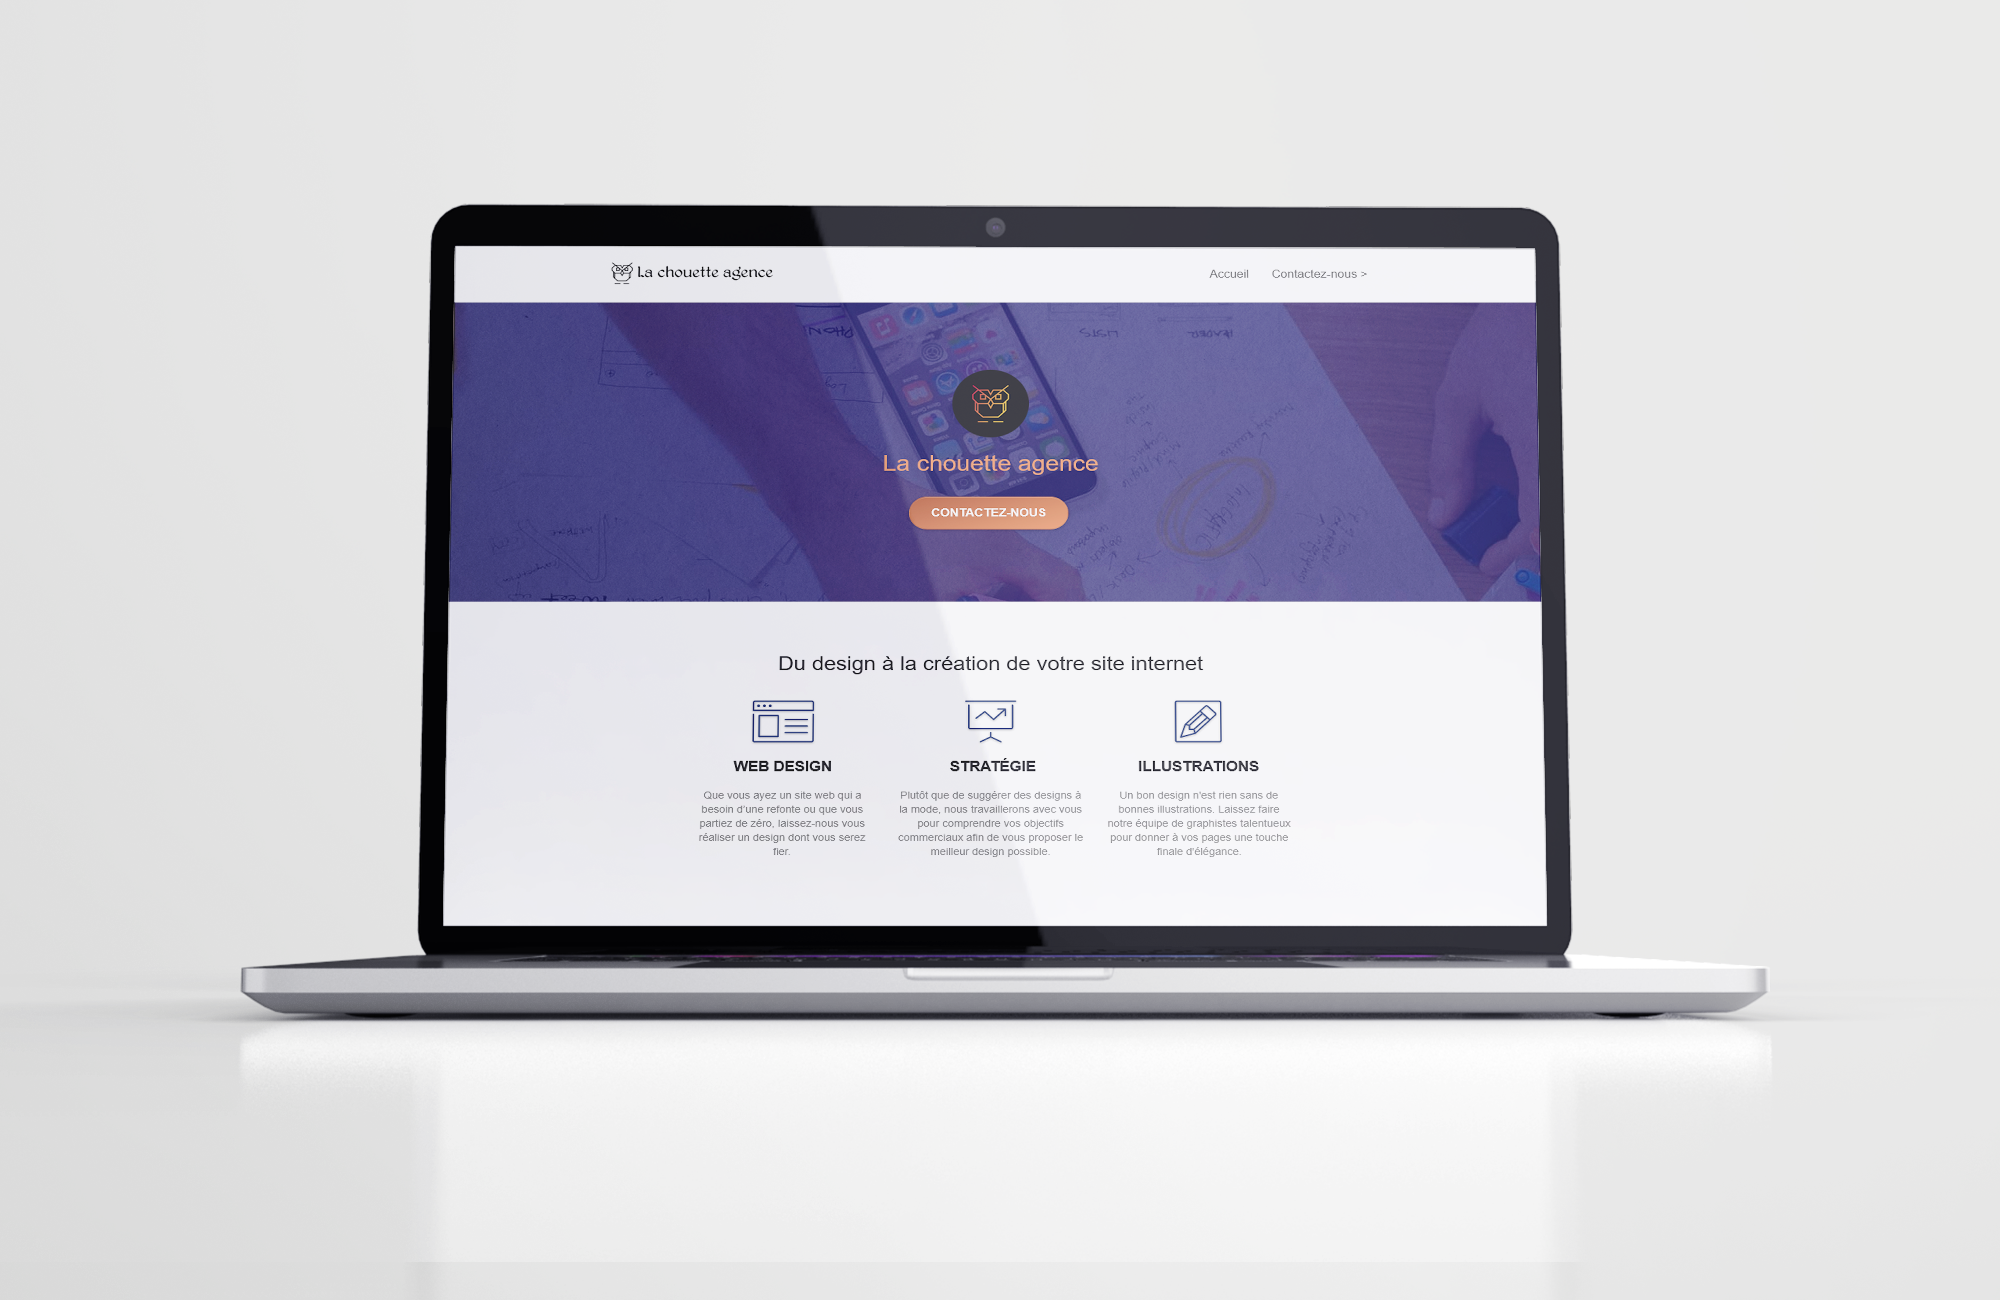 La chouette agence
Accueil
Contactez-nous >
LISTS
HEADER
La chouette agence
CONTACTEZ-NOUS
Du design à la création de votre site internet
WEB DESIGN
Que vous ayez un site web qui a
besoin d'une refonte ou que vous
partiez de zéro, laissez-nous vous
réaliser un design dont vous serez
fier.
STRATÉGIE
Plutôt que de suggérer des designs à
la mode, nous travaillerons avec vous
pour comprendre vos objectifs
commerciaux afin de vous proposer le
meilleur design possible.
ILLUSTRATIONS
Un bon design n'est rien sans de
bonnes illustrations. Laissez faire
notre équipe de graphistes talentueux
pour donner à vos pages une touche
finale d'élégance.